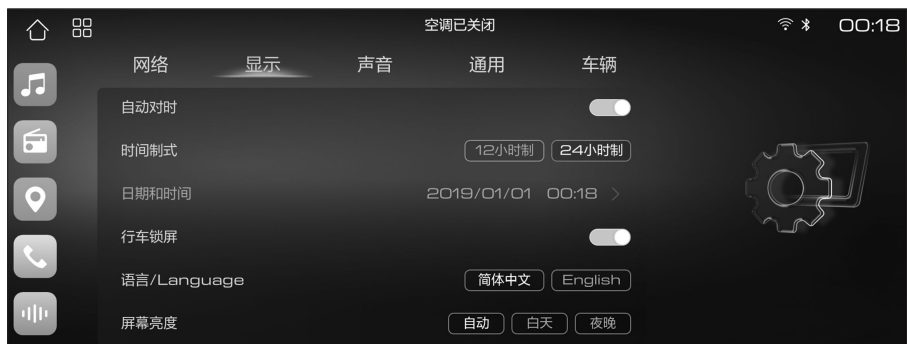 空调已关闭 00:18
网络 显示 声音 通用 车辆
自动对时
时间制式 12小时制 24小时制
日期和时间 2019/01/01 00:18 >
行车锁屏
语言/Language 简体中文 English
屏幕亮度 自动 白天 夜晚